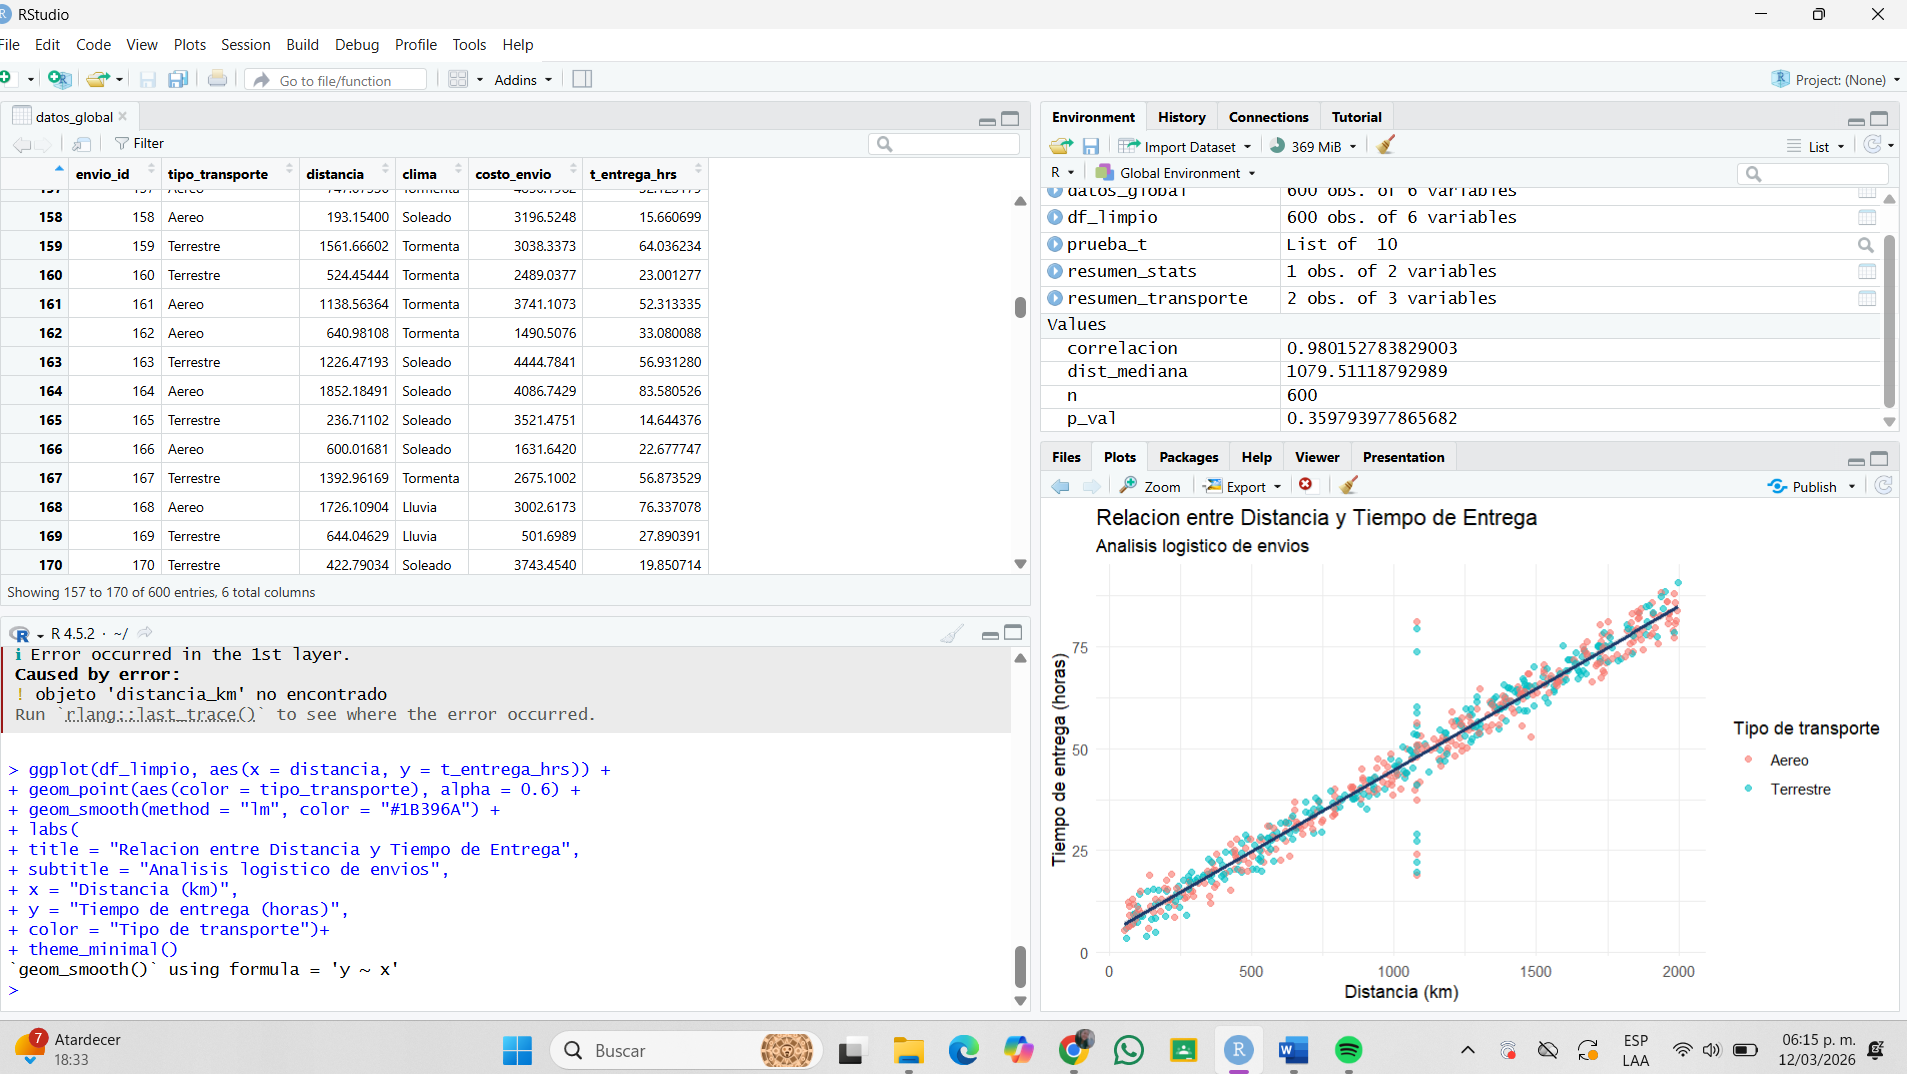 RStudio
File Edit Code View Plots Session Build Debug Profile Tools Help
Go to file/function Addins Project: (None)
datos_global
Filter
envio_id tipo_transporte distancia clima costo_envio t_entrega_hrs
158 158 Aereo 193.15400 Soleado 3196.5248 15.660699
159 159 Terrestre 1561.66602 Tormenta 3038.3373 64.036234
160 160 Terrestre 524.45444 Tormenta 2489.0377 23.001277
161 161 Aereo 1138.56364 Tormenta 3741.1073 52.313335
162 162 Aereo 640.98108 Tormenta 1490.5076 33.080088
163 163 Terrestre 1226.47193 Soleado 4444.7841 56.931280
164 164 Aereo 1852.18491 Soleado 4086.7429 83.580526
165 165 Terrestre 236.71102 Soleado 3521.4751 14.644376
166 166 Aereo 600.01681 Soleado 1631.6420 22.677747
167 167 Terrestre 1392.96169 Tormenta 2675.1002 56.873529
168 168 Aereo 1726.10904 Lluvia 3002.6173 76.337078
169 169 Terrestre 644.04629 Lluvia 501.6989 27.890391
170 170 Terrestre 422.79034 Soleado 3743.4540 19.850714
Showing 157 to 170 of 600 entries, 6 total columns
R 4.5.2 · ~/
i Error occurred in the 1st layer.
Caused by error:
! objeto 'distancia_km' no encontrado
Run `rlang::last_trace()` to see where the error occurred.
> ggplot(df_limpio, aes(x = distancia, y = t_entrega_hrs)) +
+ geom_point(aes(color = tipo_transporte), alpha = 0.6) +
+ geom_smooth(method = "lm", color = "#1B396A") +
+ labs(
+ title = "Relacion entre Distancia y Tiempo de Entrega",
+ subtitle = "Analisis logistico de envios",
+ x = "Distancia (km)",
+ y = "Tiempo de entrega (horas)",
+ color = "Tipo de transporte")+
+ theme_minimal()
`geom_smooth()` using formula = 'y ~ x'
>
Environment History Connections Tutorial
Import Dataset 369 MiB List
R Global Environment
datos_global 600 obs. of 6 variables
df_limpio 600 obs. of 6 variables
prueba_t List of 10
resumen_stats 1 obs. of 2 variables
resumen_transporte 2 obs. of 3 variables
Values
correlacion 0.980152783829003
dist_mediana 1079.51118792989
n 600
p_val 0.359793977865682
Files Plots Packages Help Viewer Presentation
Zoom Export Publish
Relacion entre Distancia y Tiempo de Entrega
Analisis logistico de envios
Tiempo de entrega (horas)
75
50
25
0
0 500 1000 1500 2000
Distancia (km)
Tipo de transporte
Aereo
Terrestre
7
Atardecer
18:33
Buscar
ESP
LAA
06:15 p. m.
12/03/2026